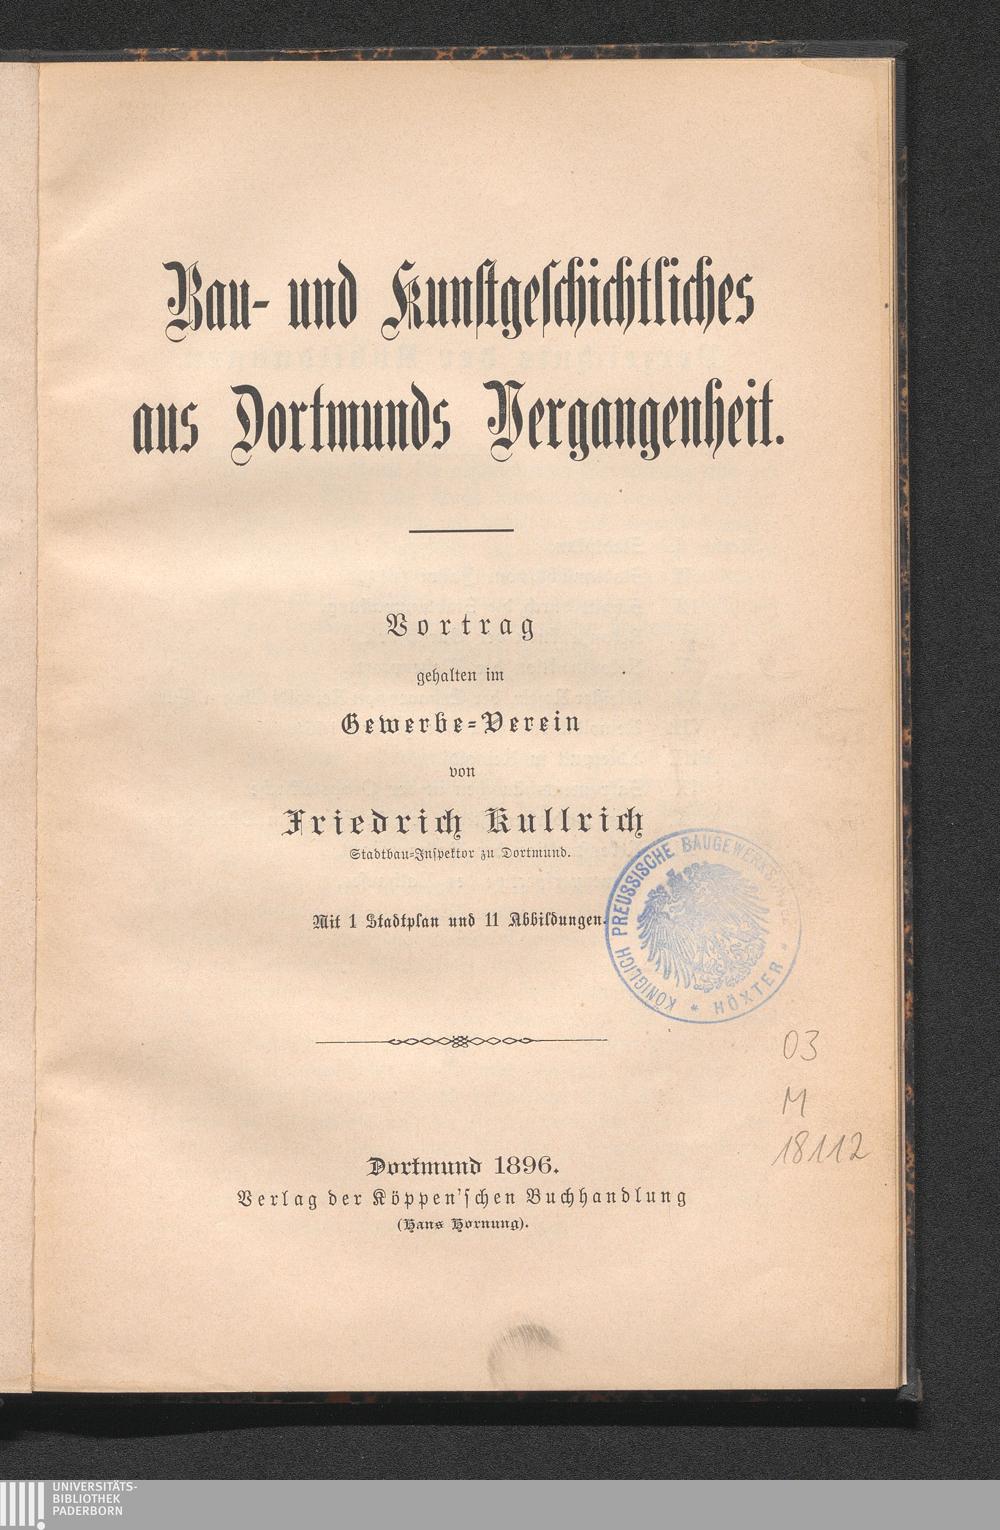 Bau- und Kunstgeschichtliches
aus Dortmunds Vergangenheit.
Vortrag
gehalten im
Gewerbe-Verein
von
Friedrich Kullrich
Stadtbau-Inspektor zu Dortmund.
Mit 1 Stadtplan und 11 Abbildungen.
KÖNIGLICH PREUSSISCHE BAUGEWERKSCHULE
* HÖXTER *
03
M
18112
Dortmund 1896.
Verlag der Köppen'schen Buchhandlung
(Hans Hornung).
UNIVERSITÄTS-
BIBLIOTHEK
PADERBORN